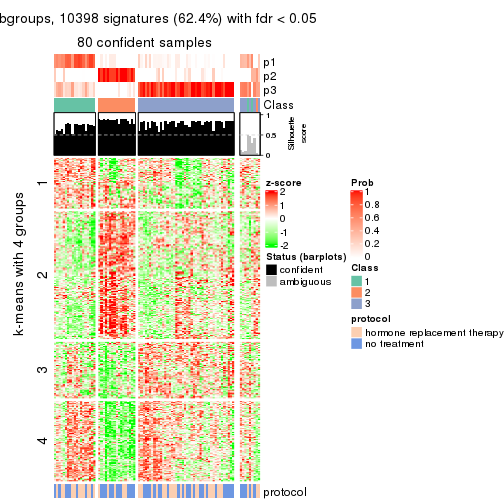 bgroups, 10398 signatures (62.4%) with fdr < 0.05
80 confident samples
p1
p2
p3
Class
1
0.5
0
Silhouette
score
k-means with 4 groups
1
2
3
4
z-score
2
1
0
-1
-2
Status (barplots)
confident
ambiguous
Prob
1
0.8
0.6
0.4
0.2
0
Class
1
2
3
protocol
hormone replacement therapy
no treatment
protocol